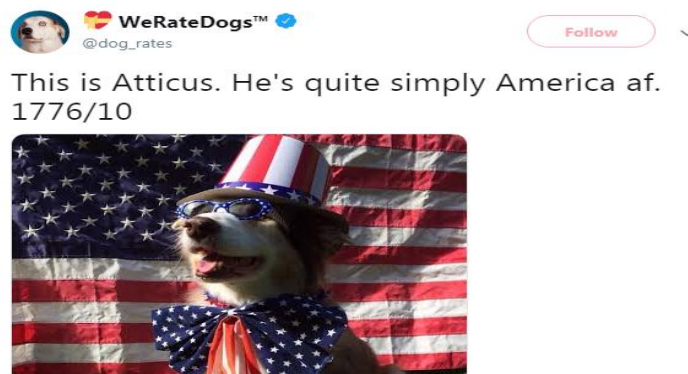 WeRateDogs™
@dog_rates
Follow
This is Atticus. He's quite simply America af.
1776/10